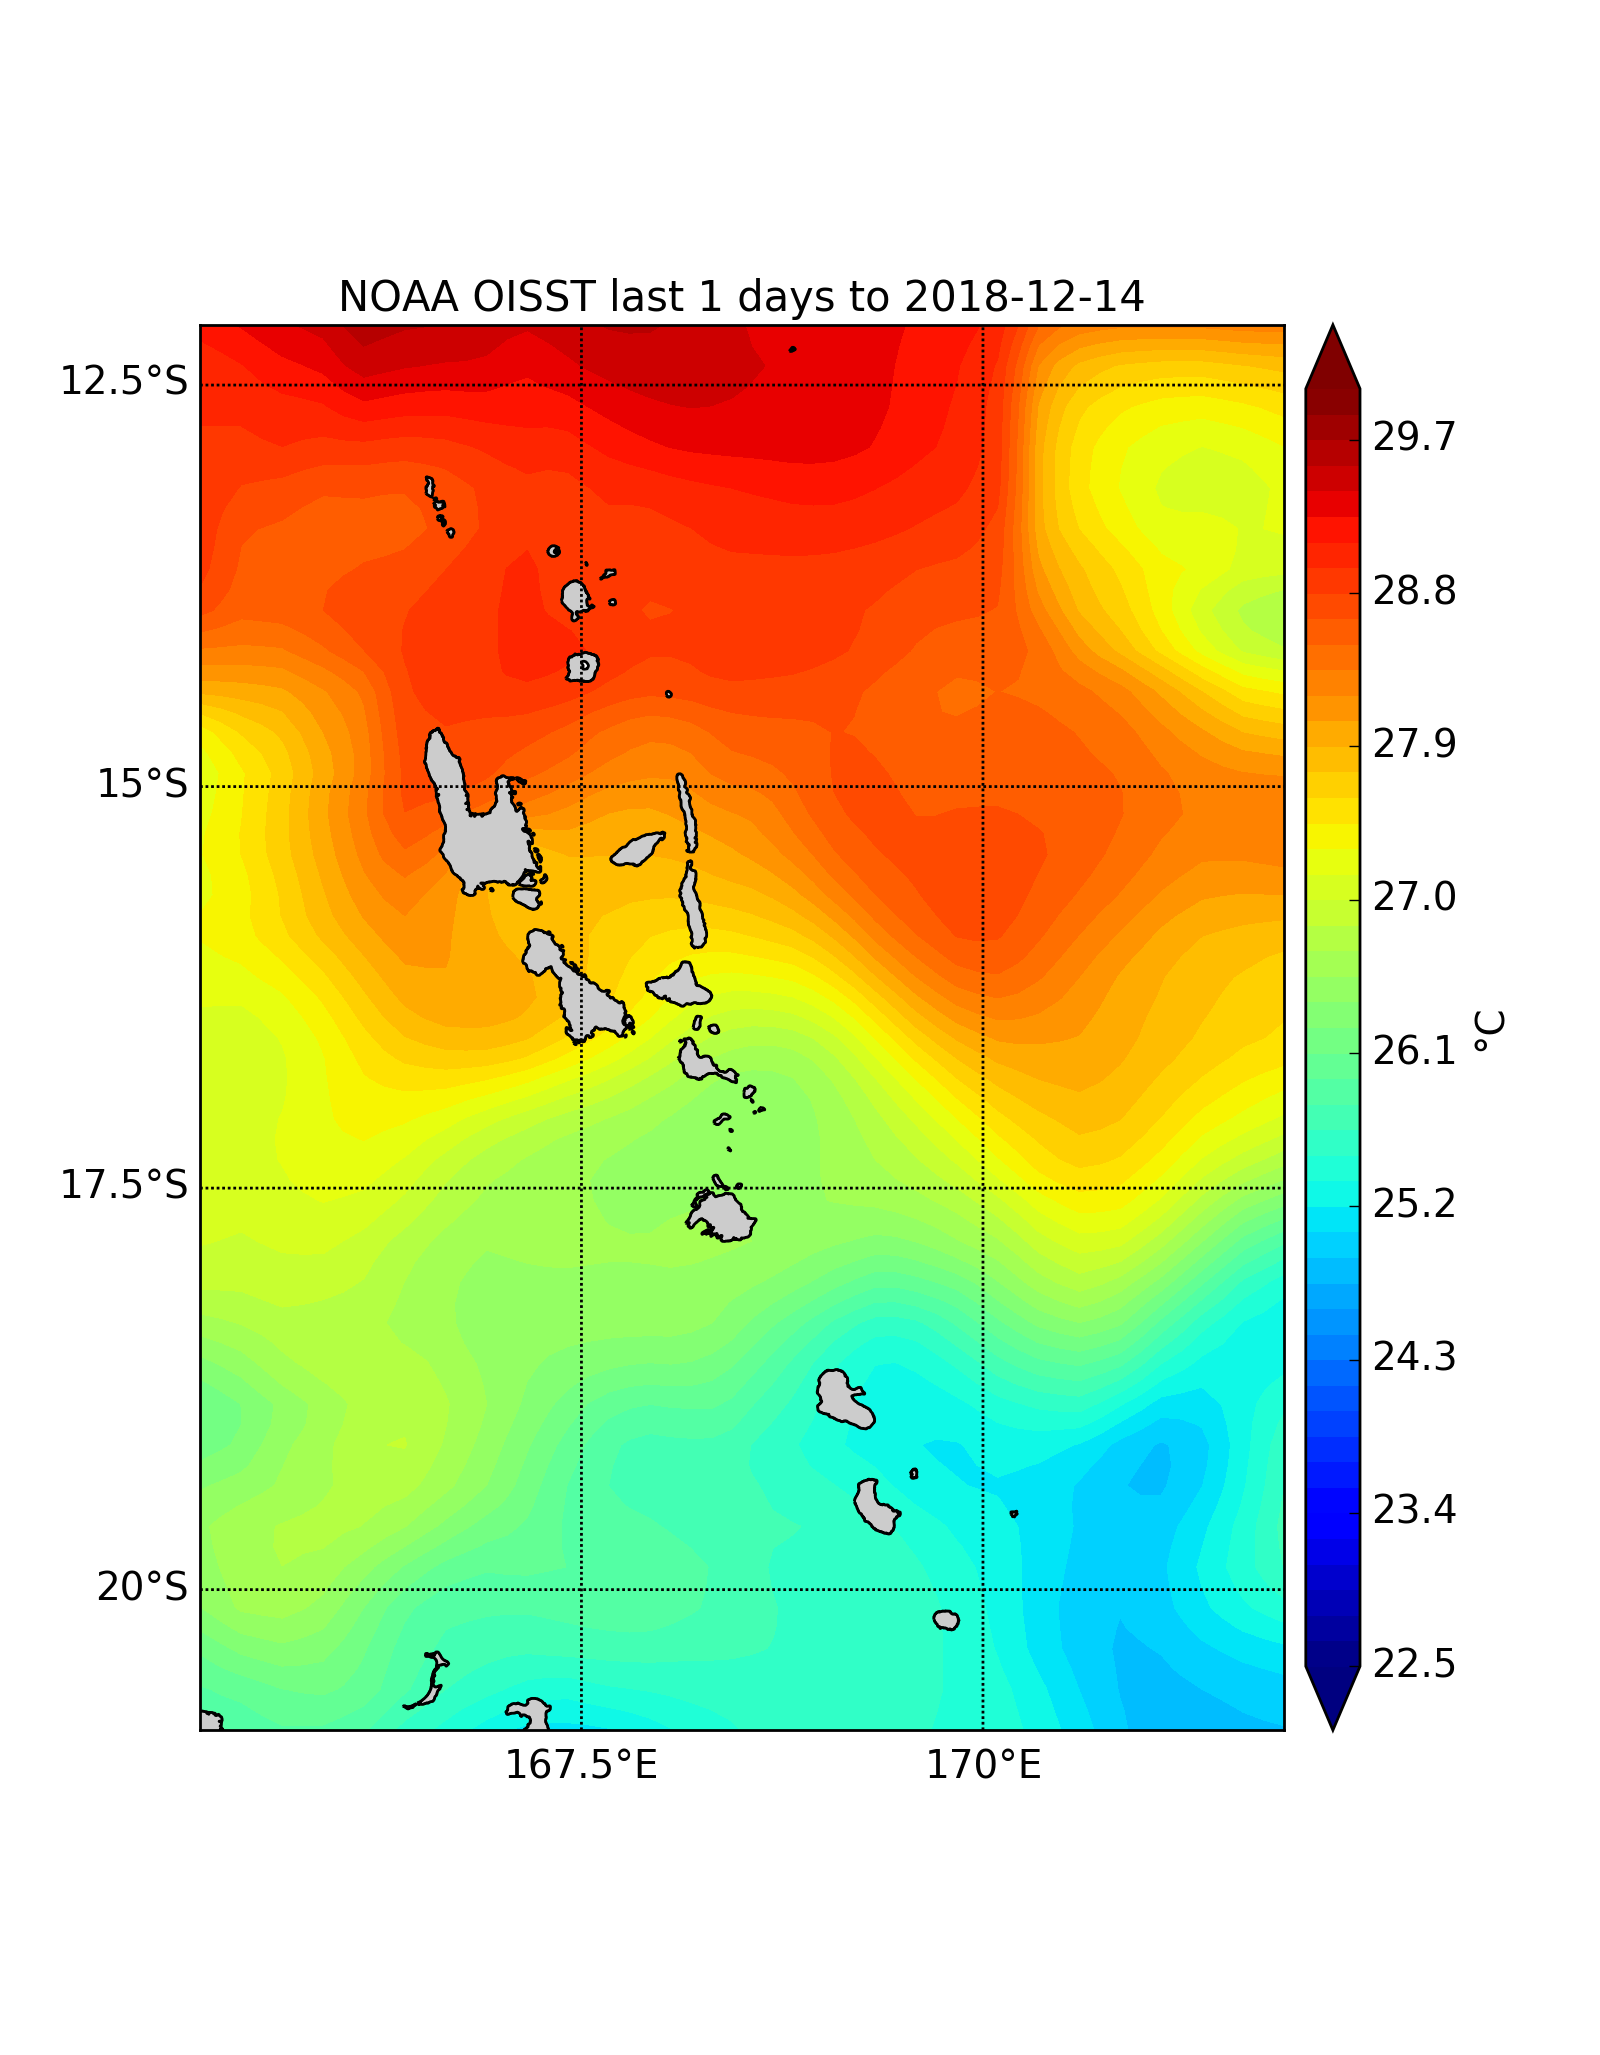 NOAA OISST last 1 days to 2018-12-14
12.5°S
15°S
17.5°S
20°S
167.5°E
170°E
29.7
28.8
27.9
27.0
26.1
25.2
24.3
23.4
22.5
°C